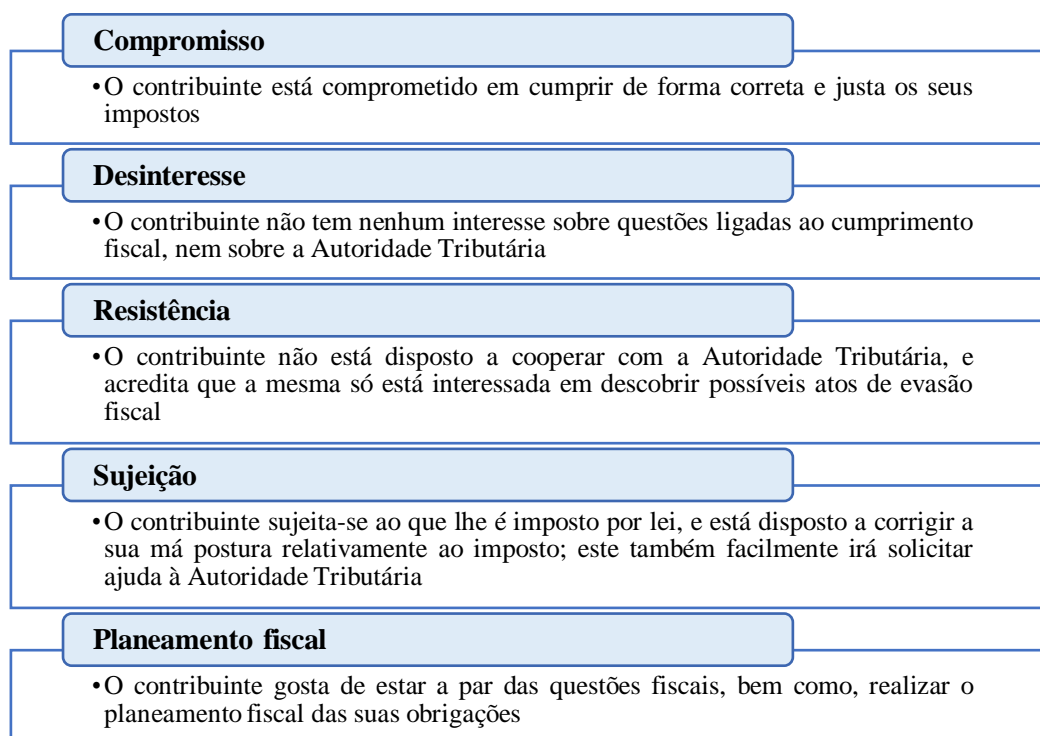 Compromisso
•O contribuinte está comprometido em cumprir de forma correta e justa os seus
impostos
Desinteresse
•O contribuinte não tem nenhum interesse sobre questões ligadas ao cumprimento
fiscal, nem sobre a Autoridade Tributária
Resistência
•O contribuinte não está disposto a cooperar com a Autoridade Tributária, e
acredita que a mesma só está interessada em descobrir possíveis atos de evasão
fiscal
Sujeição
•O contribuinte sujeita-se ao que lhe é imposto por lei, e está disposto a corrigir a
sua má postura relativamente ao imposto; este também facilmente irá solicitar
ajuda à Autoridade Tributária
Planeamento fiscal
•O contribuinte gosta de estar a par das questões fiscais, bem como, realizar o
planeamento fiscal das suas obrigações